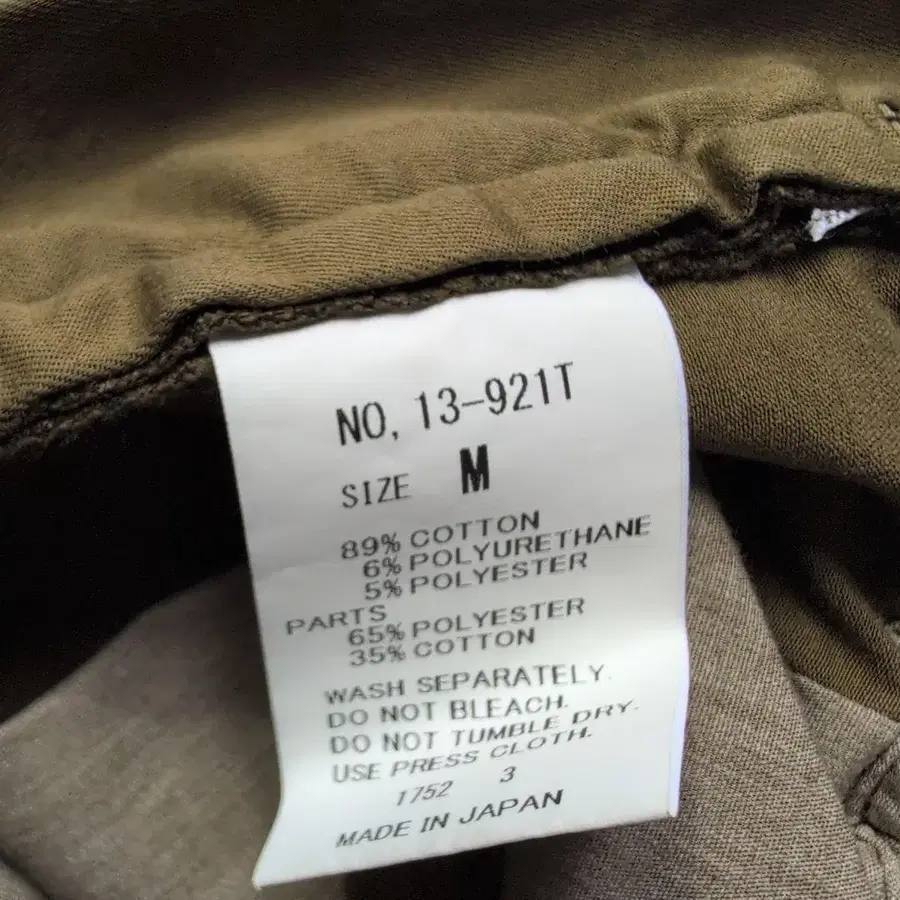 NO, 13-921T
SIZE M
89% COTTON
6% POLYURETHANE
5% POLYESTER
PARTS
65% POLYESTER
35% COTTON
WASH SEPARATELY.
DO NOT BLEACH.
DO NOT TUMBLE DRY.
USE PRESS CLOTH.
1752 3
MADE IN JAPAN